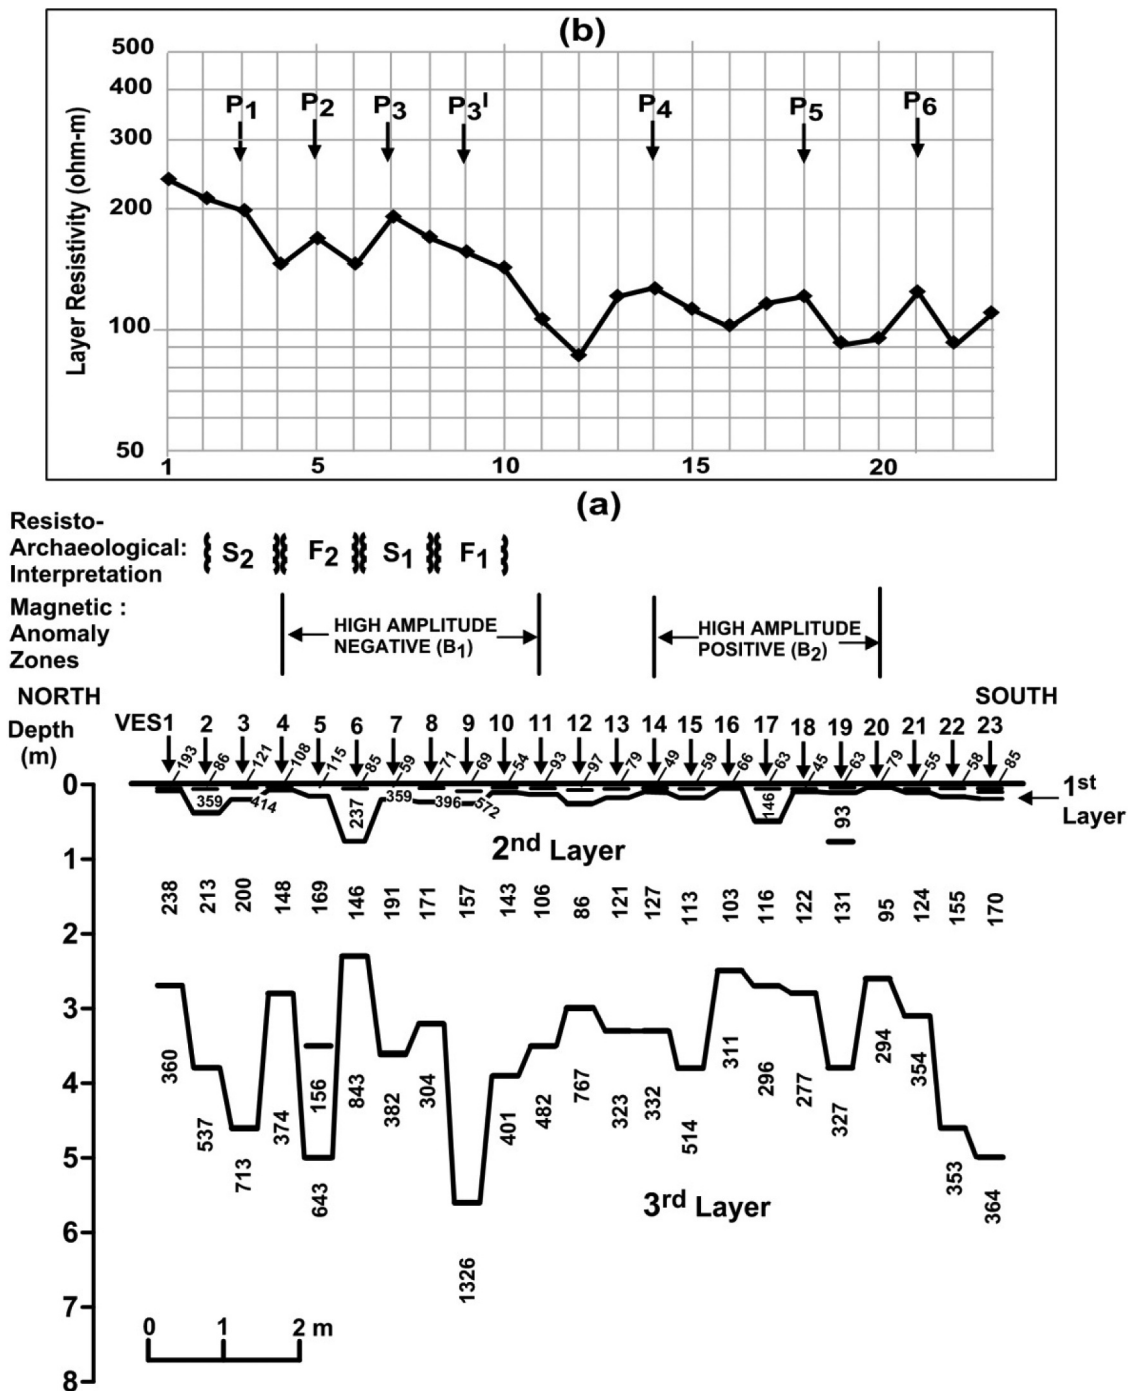 (b)
500
400
300
200
100
50
Layer Resistivity (ohm-m)
P1 P2 P3 P3I P4 P5 P6
1 5 10 15 20
(a)
Resisto-
Archaeological:
Interpretation
S2 F2 S1 F1
Magnetic :
Anomaly
Zones
HIGH AMPLITUDE
NEGATIVE (B1)
HIGH AMPLITUDE
POSITIVE (B2)
NORTH SOUTH
Depth
(m)
VES1 2 3 4 5 6 7 8 9 10 11 12 13 14 15 16 17 18 19 20 21 22 23
193 86 121 108 115 85 59 71 69 54 93 97 79 49 59 66 63 45 63 79 55 58 85
0
359 414 237 359 396 572 146 93
1st
Layer
2nd Layer
1
238 213 200 148 169 146 191 171 157 143 106 86 121 127 113 103 116 122 131 95 124 155 170
2
3
360 537 713 374 156 643 843 382 304 1326 401 482 767 323 332 514 311 296 277 327 294 354 353 364
4
5
3rd Layer
6
7
8
0 1 2 m